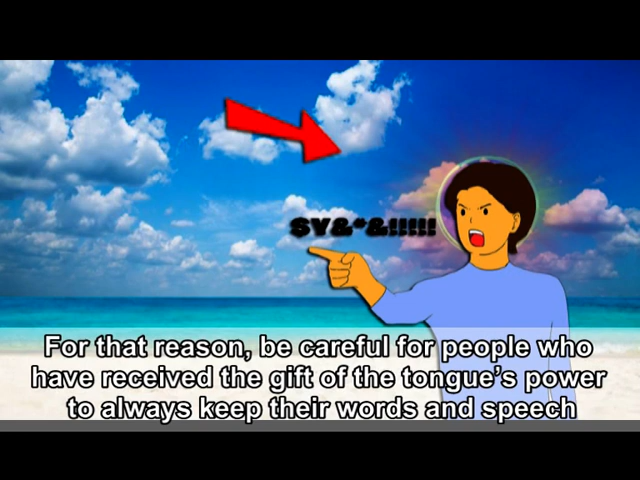 SY&*&!!!!!
For that reason, be careful for people who
have received the gift of the tongue's power
to always keep their words and speech